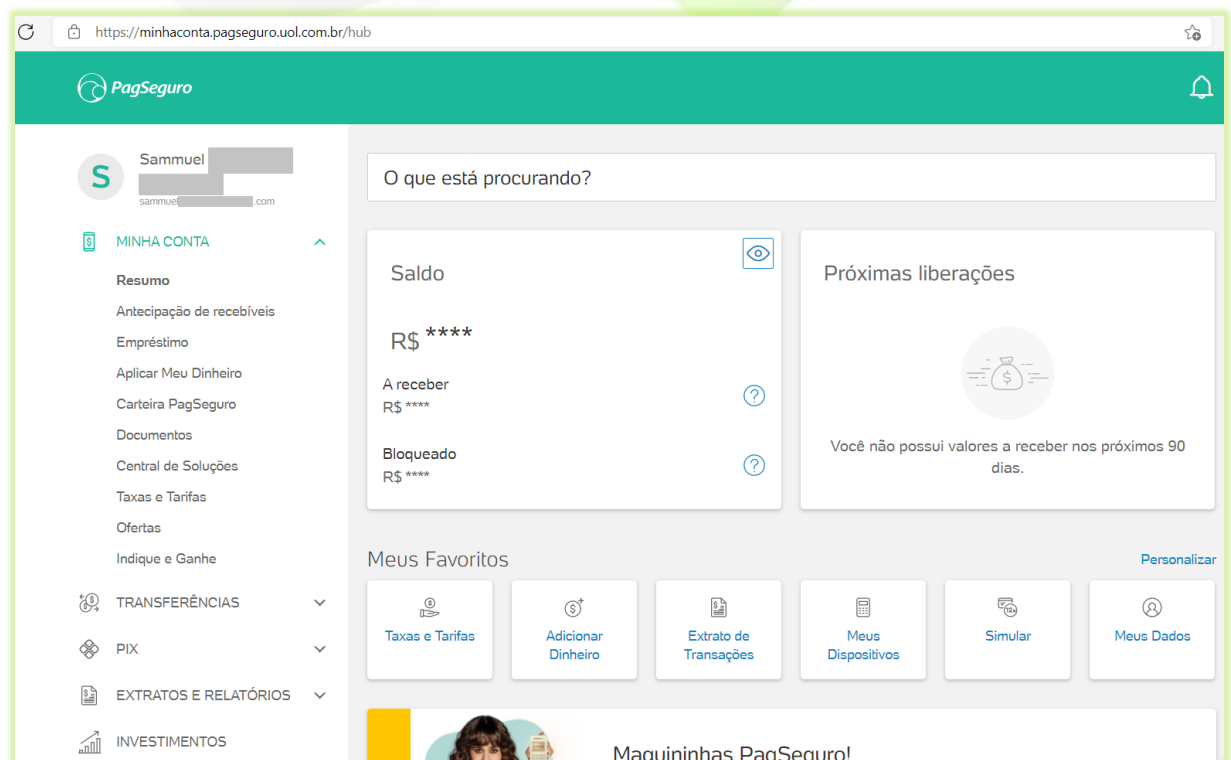 https://minhaconta.pagseguro.uol.com.br/hub
PagSeguro
S
Sammuel
sammuel .com
MINHA CONTA
Resumo
Antecipação de recebíveis
Empréstimo
Aplicar Meu Dinheiro
Carteira PagSeguro
Documentos
Central de Soluções
Taxas e Tarifas
Ofertas
Indique e Ganhe
TRANSFERÊNCIAS
PIX
EXTRATOS E RELATÓRIOS
INVESTIMENTOS
O que está procurando?
Saldo
R$ ****
A receber
R$ ****
Bloqueado
R$ ****
Próximas liberações
Você não possui valores a receber nos próximos 90
dias.
Meus Favoritos
Personalizar
Taxas e Tarifas
Adicionar
Dinheiro
Extrato de
Transações
Meus
Dispositivos
Simular
Meus Dados
Maquininhas PagSeguro!